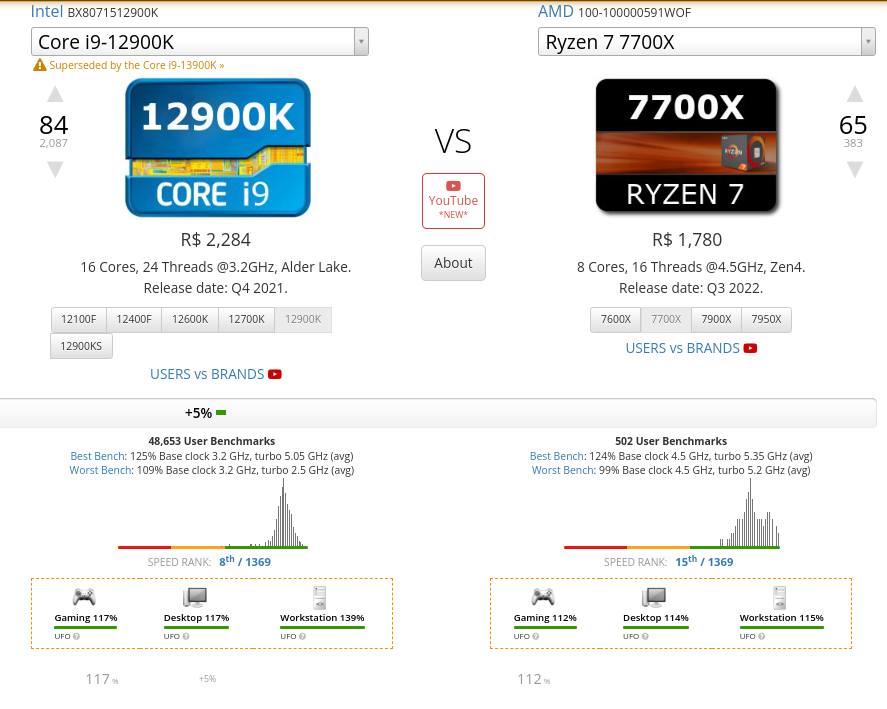 Intel BX8071512900K
Core i9-12900K
Superseded by the Core i9-13900K »
84
2,087
12900K
CORE i9
R$ 2,284
16 Cores, 24 Threads @3.2GHz, Alder Lake.
Release date: Q4 2021.
12100F 12400F 12600K 12700K 12900K
12900KS
USERS vs BRANDS
VS
YouTube
*NEW*
About
AMD 100-100000591WOF
Ryzen 7 7700X
65
383
7700X
RYZEN
RYZEN 7
R$ 1,780
8 Cores, 16 Threads @4.5GHz, Zen4.
Release date: Q3 2022.
7600X 7700X 7900X 7950X
USERS vs BRANDS
+5%
48,653 User Benchmarks
Best Bench: 125% Base clock 3.2 GHz, turbo 5.05 GHz (avg)
Worst Bench: 109% Base clock 3.2 GHz, turbo 2.5 GHz (avg)
SPEED RANK: 8th / 1369
Gaming 117% Desktop 117% Workstation 139%
UFO UFO UFO
502 User Benchmarks
Best Bench: 124% Base clock 4.5 GHz, turbo 5.35 GHz (avg)
Worst Bench: 99% Base clock 4.5 GHz, turbo 5.2 GHz (avg)
SPEED RANK: 15th / 1369
Gaming 112% Desktop 114% Workstation 115%
UFO UFO UFO
117 % +5% 112 %